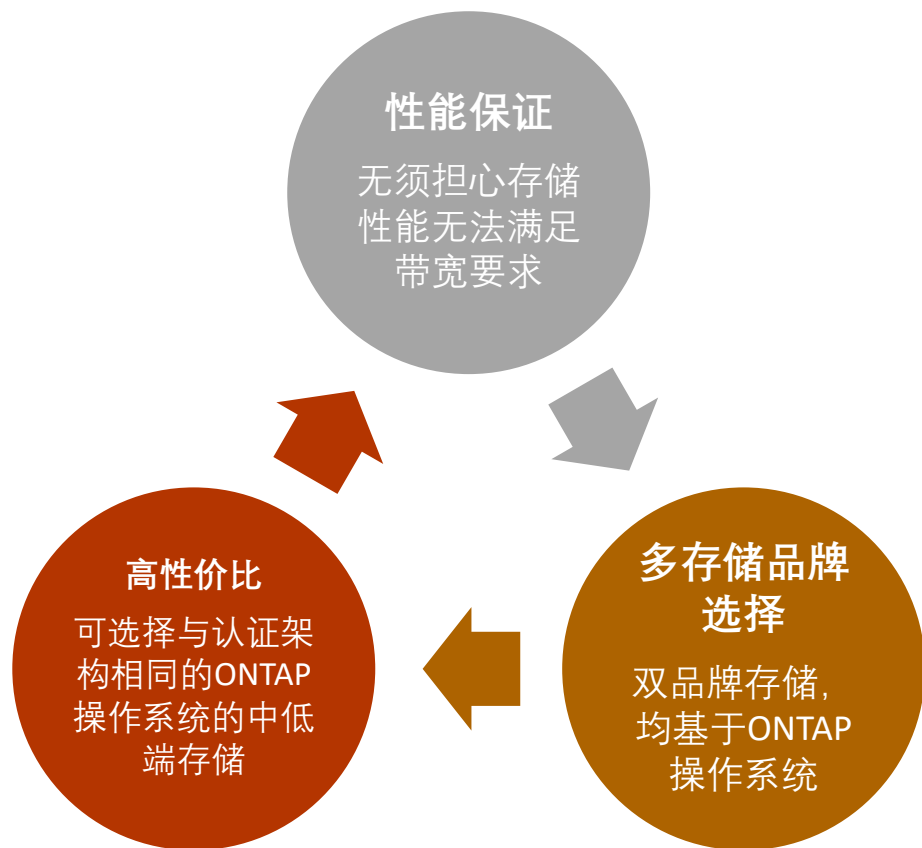 性能保证
无须担心存储
性能无法满足
带宽要求
多存储品牌
选择
双品牌存储，
均基于ONTAP
操作系统
高性价比
可选择与认证架
构相同的ONTAP
操作系统的中低
端存储